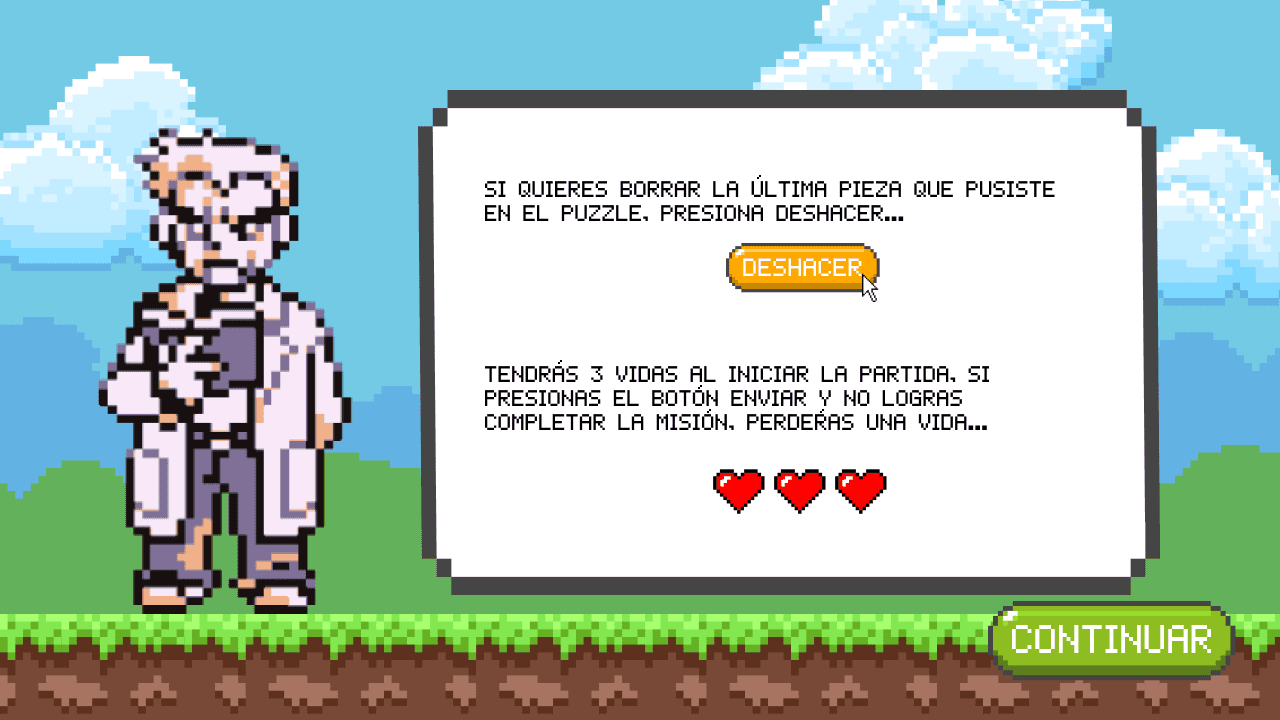 SI QUIERES BORRAR LA ÚLTIMA PIEZA QUE PUSISTE
EN EL PUZZLE, PRESIONA DESHACER...
DESHACER
TENDRÁS 3 VIDAS AL INICIAR LA PARTIDA, SI
PRESIONAS EL BOTÓN ENVIAR Y NO LOGRAS
COMPLETAR LA MISIÓN, PERDERÁS UNA VIDA...
CONTINUAR